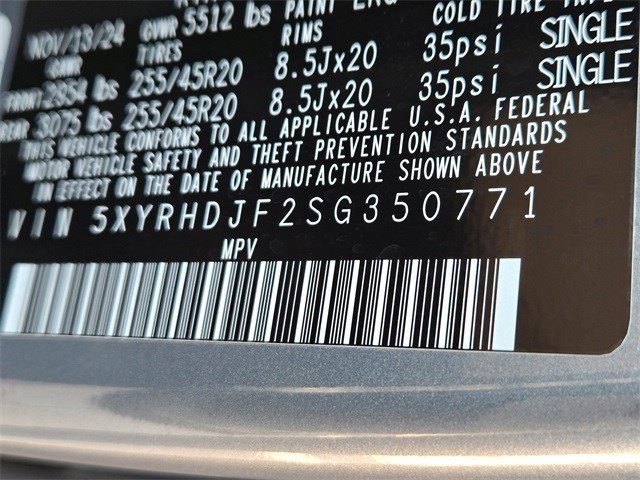 NOV/13/24 GVWR 5512 lbs PAINT
GAWR TIRES RIMS COLD TIRE
FRONT 2854 lbs 255/45R20 8.5Jx20 35psi SINGLE
REAR 3075 lbs 255/45R20 8.5Jx20 35psi SINGLE
THIS VEHICLE CONFORMS TO ALL APPLICABLE U.S.A. FEDERAL
MOTOR VEHICLE SAFETY AND THEFT PREVENTION STANDARDS
IN EFFECT ON THE DATE OF MANUFACTURE SHOWN ABOVE
VIN 5XYRHDJF2SG350771
MPV